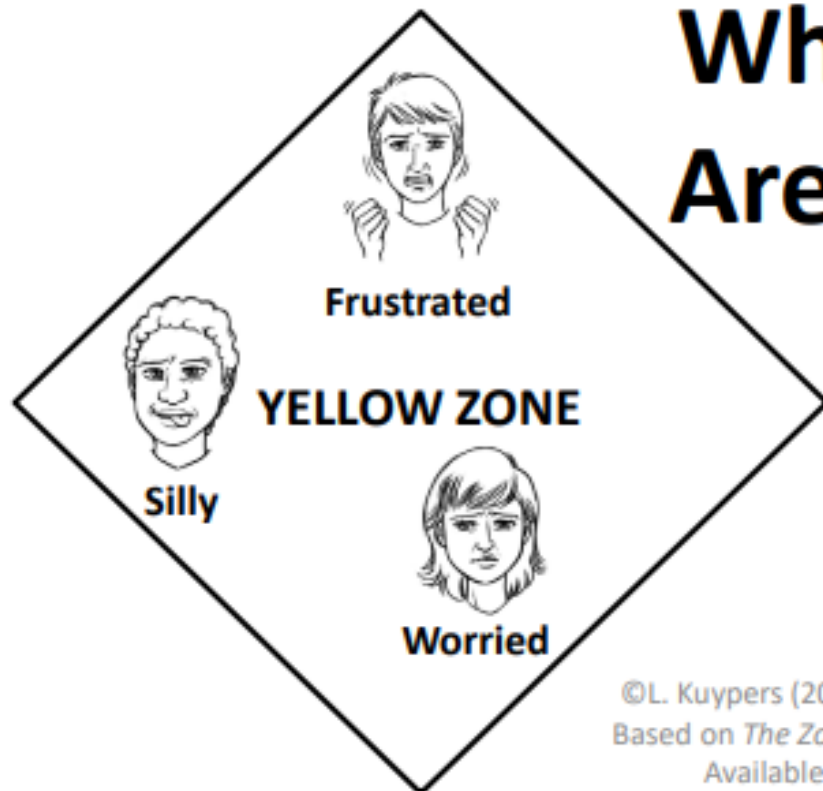 Wh
Are
Frustrated
YELLOW ZONE
Silly
Worried
©L. Kuypers (20
Based on The Zo
Available